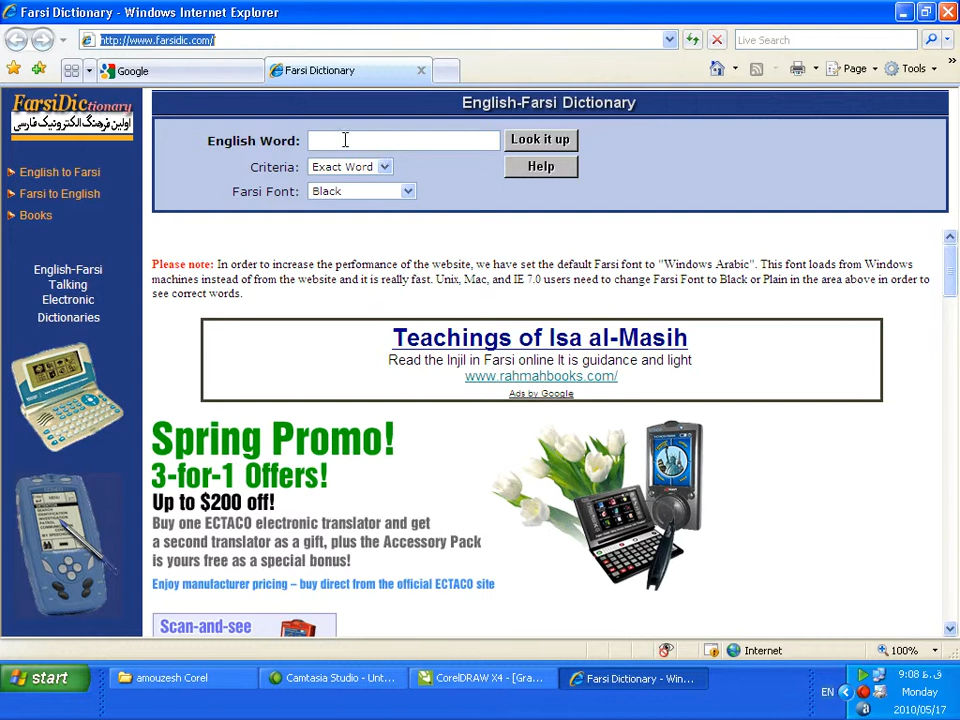 Farsi Dictionary - Windows Internet Explorer
http://www.farsidic.com/
Live Search
Google
Farsi Dictionary
Page
Tools
FarsiDictionary
اولین فرهنگ الکترونیک فارسی
English to Farsi
Farsi to English
Books
English-Farsi
Talking
Electronic
Dictionaries
English-Farsi Dictionary
English Word:
Look it up
Criteria:
Exact Word
Help
Farsi Font:
Black
Please note: In order to increase the performance of the website, we have set the default Farsi font to "Windows Arabic". This font loads from Windows
machines instead of from the website and it is really fast. Unix, Mac, and IE 7.0 users need to change Farsi Font to Black or Plain in the area above in order to
see correct words.
Teachings of Isa al-Masih
Read the Injil in Farsi online It is guidance and light
www.rahmahbooks.com/
Ads by Google
Spring Promo!
3-for-1 Offers!
Up to $200 off!
Buy one ECTACO electronic translator and get
a second translator as a gift, plus the Accessory Pack
is yours free as a special bonus!
Enjoy manufacturer pricing – buy direct from the official ECTACO site
Scan-and-see
Internet
100%
start
amouzesh Corel
Camtasia Studio - Unt...
CorelDRAW X4 - [Gra...
Farsi Dictionary - Win...
EN
9:08 ق.ظ
Monday
2010/05/17